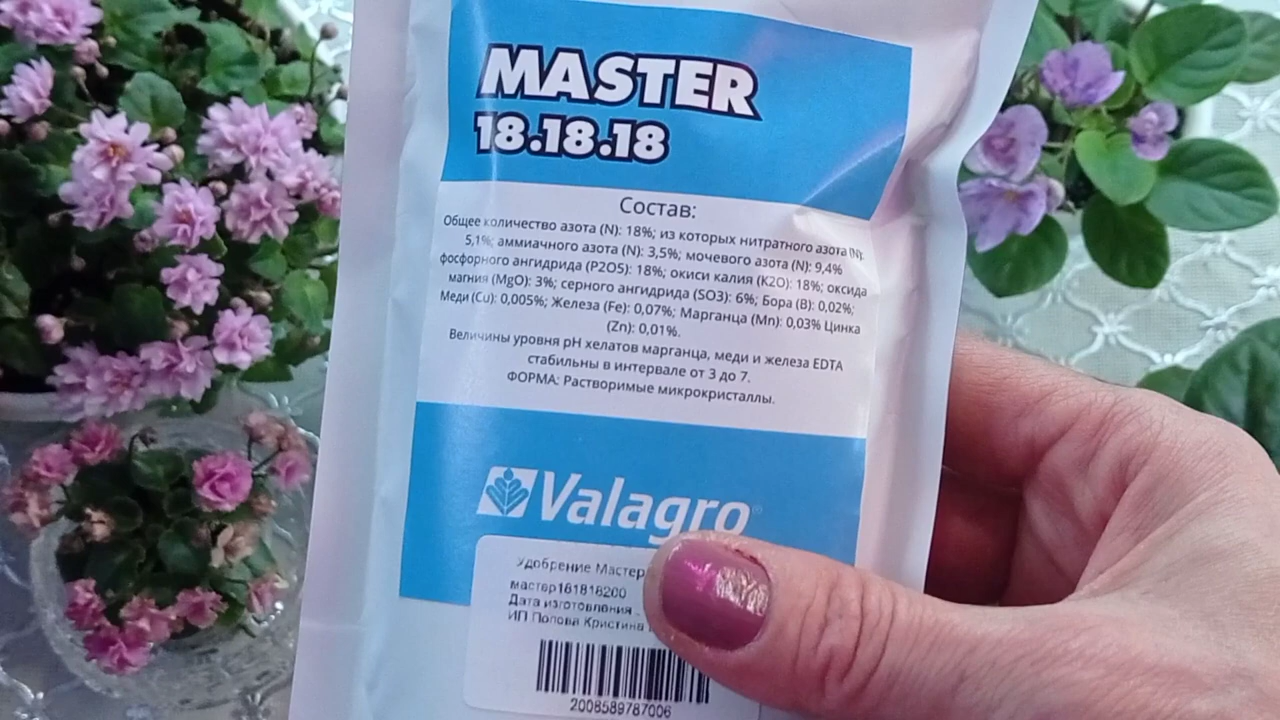 MASTER
18.18.18
Состав:
Общее количество азота (N): 18%; из которых нитратного азота (N):
5,1%; аммиачного азота (N): 3,5%; мочевого азота (N): 9,4%
фосфорного ангидрида (P2O5): 18%; окиси калия (K2O): 18%; оксида
магния (MgO): 3%; серного ангидрида (SO3): 6%; Бора (B): 0,02%;
Меди (Cu): 0,005%; Железа (Fe): 0,07%; Марганца (Mn): 0,03% Цинка
(Zn): 0,01%.
Величины уровня pH хелатов марганца, меди и железа EDTA
стабильны в интервале от 3 до 7.
ФОРМА: Растворимые микрокристаллы.
Valagro
Удобрение Мастер
мастер181818200
Дата изготовления -
ИП Попова Кристина
2008589787006